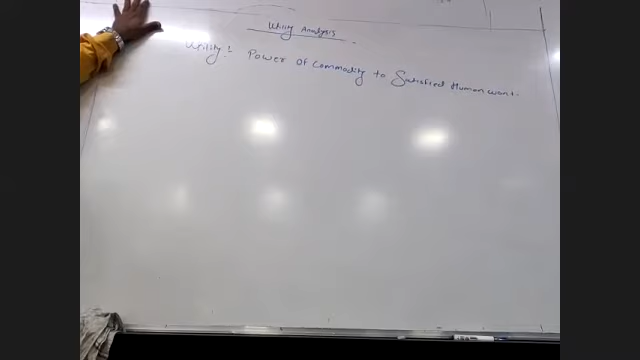 Utility Analysis
Utility : Power Of Commodity to Satisfied Human want.